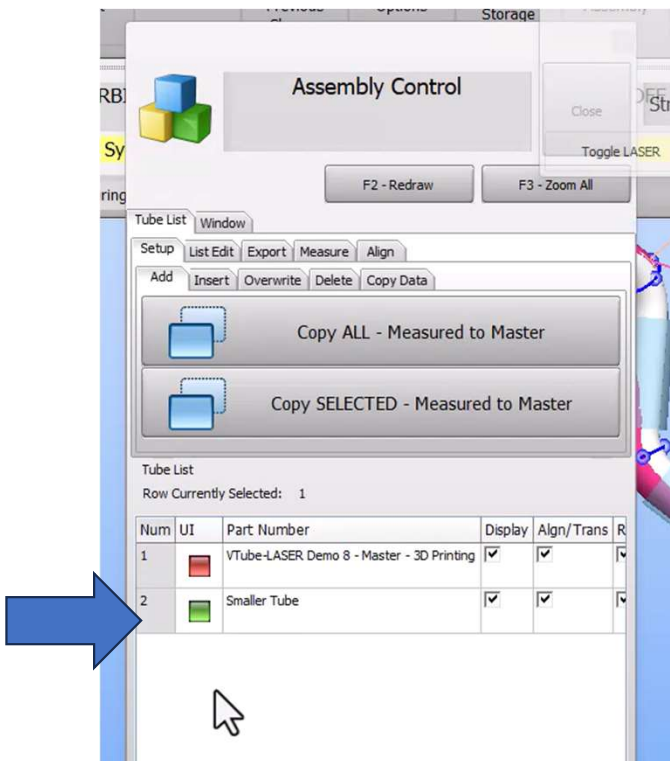 Storage
Assembly Control
Close
Str
Sy
Toggle LASER
ring
F2 - Redraw
F3 - Zoom All
Tube List
Window
Setup
List Edit
Export
Measure
Align
Add
Insert
Overwrite
Delete
Copy Data
Copy ALL - Measured to Master
Copy SELECTED - Measured to Master
Tube List
Row Currently Selected: 1
Num UI Part Number Display Algn/Trans R
1 VTube-LASER Demo 8 - Master - 3D Printing
2 Smaller Tube